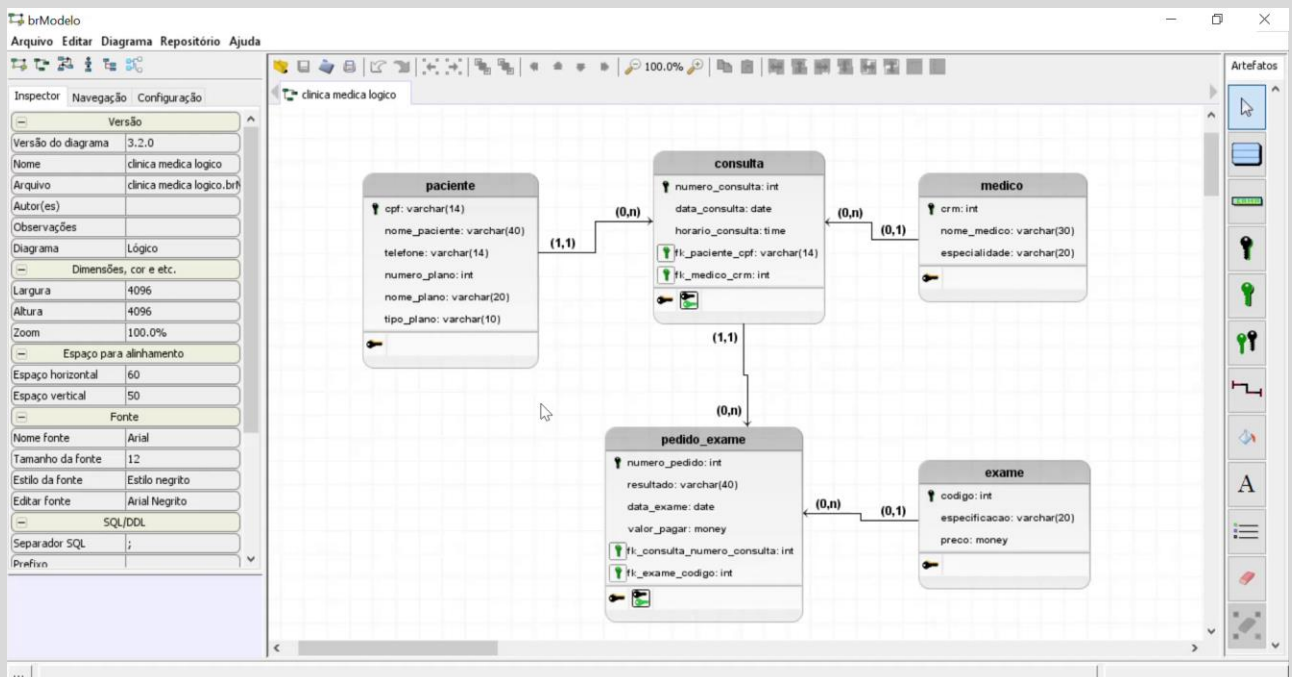 brModelo
Arquivo Editar Diagrama Repositório Ajuda
100.0%
Artefatos
Inspector Navegação Configuração
clinica medica logico
Versão
Versão do diagrama 3.2.0
Nome clinica medica logico
Arquivo clinica medica logico.brM
Autor(es)
Observações
Diagrama Lógico
Dimensões, cor e etc.
Largura 4096
Altura 4096
Zoom 100.0%
Espaço para alinhamento
Espaço horizontal 60
Espaço vertical 50
Fonte
Nome fonte Arial
Tamanho da fonte 12
Estilo da fonte Estilo negrito
Editar fonte Arial Negrito
SQL/DDL
Separador SQL ;
Prefixo
paciente
cpf: varchar(14)
nome_paciente: varchar(40)
telefone: varchar(14)
numero_plano: int
nome_plano: varchar(20)
tipo_plano: varchar(10)
(1,1)
(0,n)
consulta
numero_consulta: int
data_consulta: date
horario_consulta: time
fk_paciente_cpf: varchar(14)
fk_medico_crm: int
(0,n)
(0,1)
medico
crm: int
nome_medico: varchar(30)
especialidade: varchar(20)
(1,1)
(0,n)
pedido_exame
numero_pedido: int
resultado: varchar(40)
data_exame: date
valor_pagar: money
fk_consulta_numero_consulta: int
fk_exame_codigo: int
(0,n)
(0,1)
exame
codigo: int
especificacao: varchar(20)
preco: money
A
...